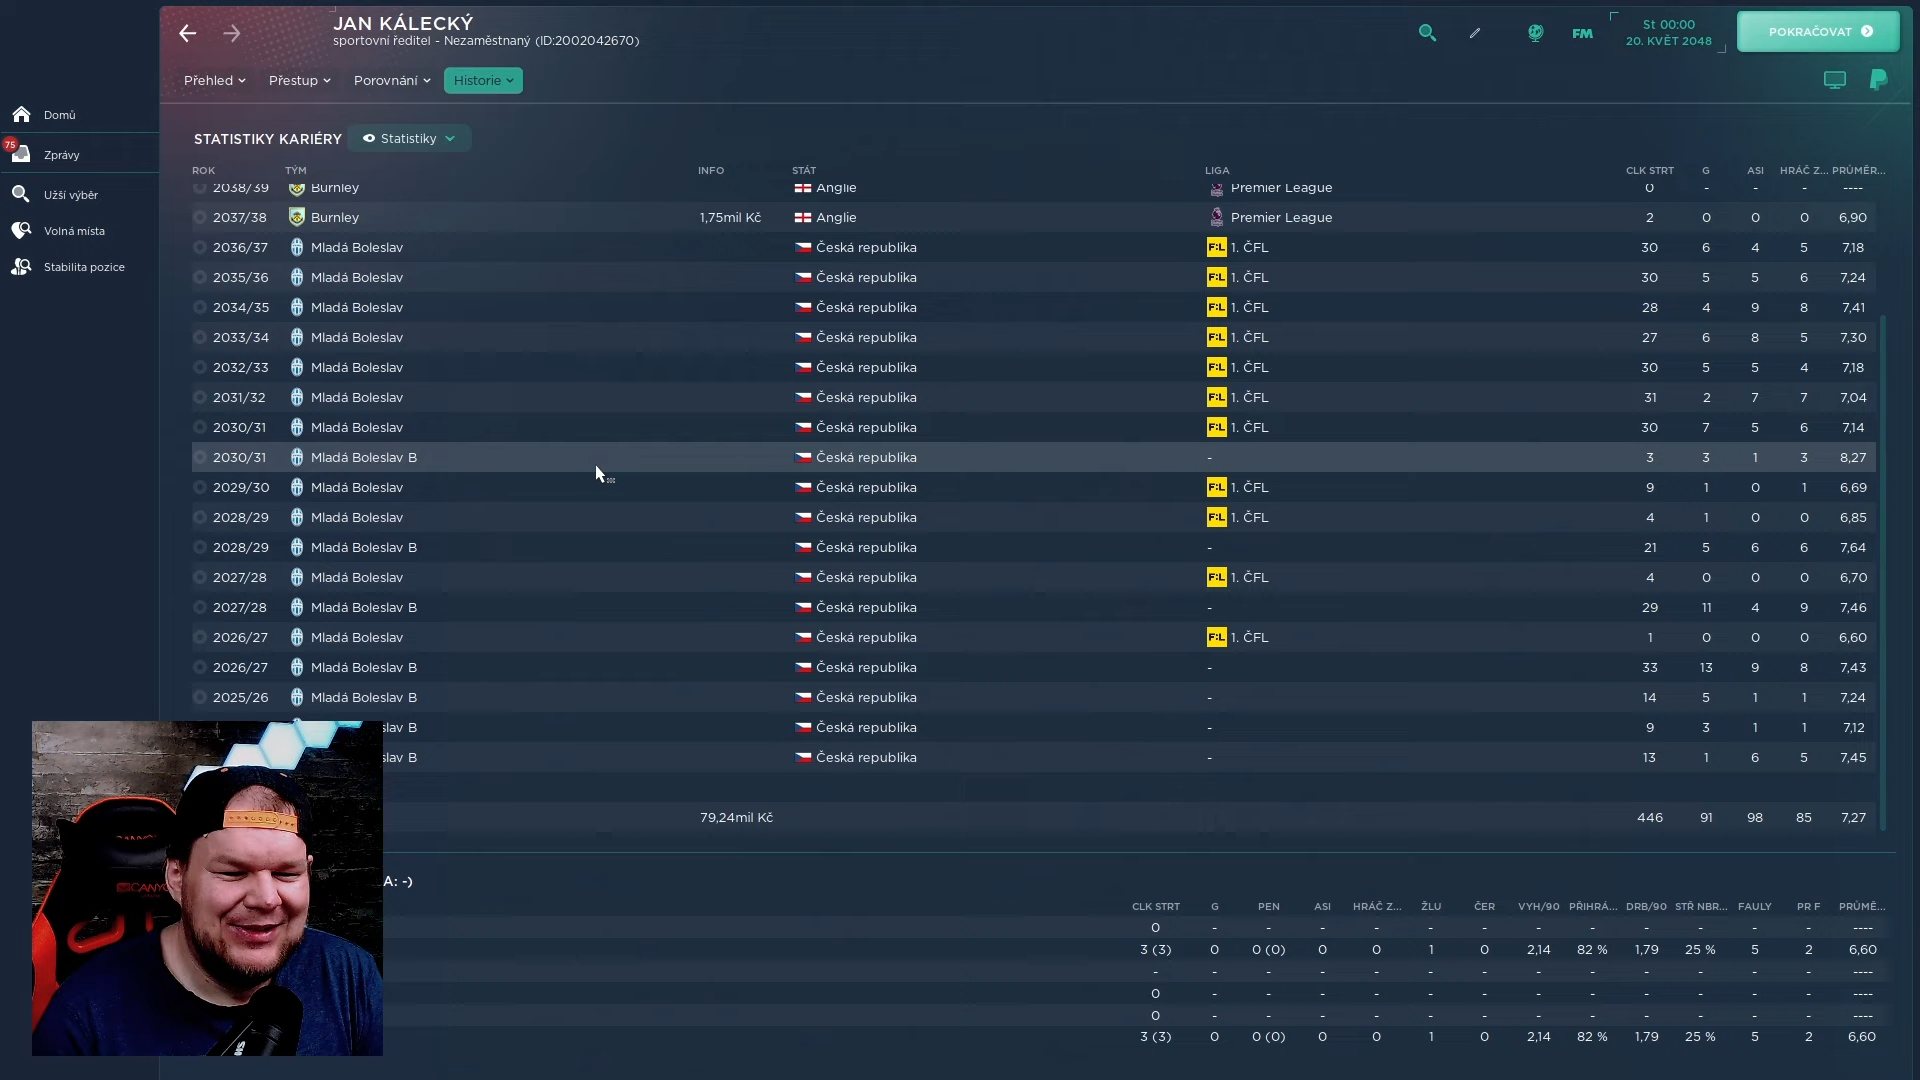 JAN KÁLECKÝ
sportovní ředitel - Nezaměstnaný (ID:2002042670)
FM
St 00:00
20. KVĚT 2048
POKRAČOVAT
Přehled
Přestup
Porovnání
Historie
Domů
75
Zprávy
Užší výběr
Volná místa
Stabilita pozice
STATISTIKY KARIÉRY
Statistiky
ROK TÝM INFO STÁT LIGA CLK STRT G ASI HRÁČ Z... PRŮMĚR...
2038/39 Burnley Anglie Premier League 0 - - - ----
2037/38 Burnley 1,75mil Kč Anglie Premier League 2 0 0 0 6,90
2036/37 Mladá Boleslav Česká republika F:L 1. ČFL 30 6 4 5 7,18
2035/36 Mladá Boleslav Česká republika F:L 1. ČFL 30 5 5 6 7,24
2034/35 Mladá Boleslav Česká republika F:L 1. ČFL 28 4 9 8 7,41
2033/34 Mladá Boleslav Česká republika F:L 1. ČFL 27 6 8 5 7,30
2032/33 Mladá Boleslav Česká republika F:L 1. ČFL 30 5 5 4 7,18
2031/32 Mladá Boleslav Česká republika F:L 1. ČFL 31 2 7 7 7,04
2030/31 Mladá Boleslav Česká republika F:L 1. ČFL 30 7 5 6 7,14
2030/31 Mladá Boleslav B Česká republika - 3 3 1 3 8,27
2029/30 Mladá Boleslav Česká republika F:L 1. ČFL 9 1 0 1 6,69
2028/29 Mladá Boleslav Česká republika F:L 1. ČFL 4 1 0 0 6,85
2028/29 Mladá Boleslav B Česká republika - 21 5 6 6 7,64
2027/28 Mladá Boleslav Česká republika F:L 1. ČFL 4 0 0 0 6,70
2027/28 Mladá Boleslav B Česká republika - 29 11 4 9 7,46
2026/27 Mladá Boleslav Česká republika F:L 1. ČFL 1 0 0 0 6,60
2026/27 Mladá Boleslav B Česká republika - 33 13 9 8 7,43
2025/26 Mladá Boleslav B Česká republika - 14 5 1 1 7,24
slav B Česká republika - 9 3 1 1 7,12
slav B Česká republika - 13 1 6 5 7,45
79,24mil Kč 446 91 98 85 7,27
A: -)
CLK STRT G PEN ASI HRÁČ Z... ŽLU ČER VYH/90 PŘIHRÁ... DRB/90 STŘ NBR... FAULY PR F PRŮMĚ...
0 - - - - - - - - - - - - ----
3 (3) 0 0 (0) 0 0 1 0 2,14 82 % 1,79 25 % 5 2 6,60
- - - - - - - - - - - - - ----
0 - - - - - - - - - - - - ----
0 - - - - - - - - - - - - ----
3 (3) 0 0 (0) 0 0 1 0 2,14 82 % 1,79 25 % 5 2 6,60